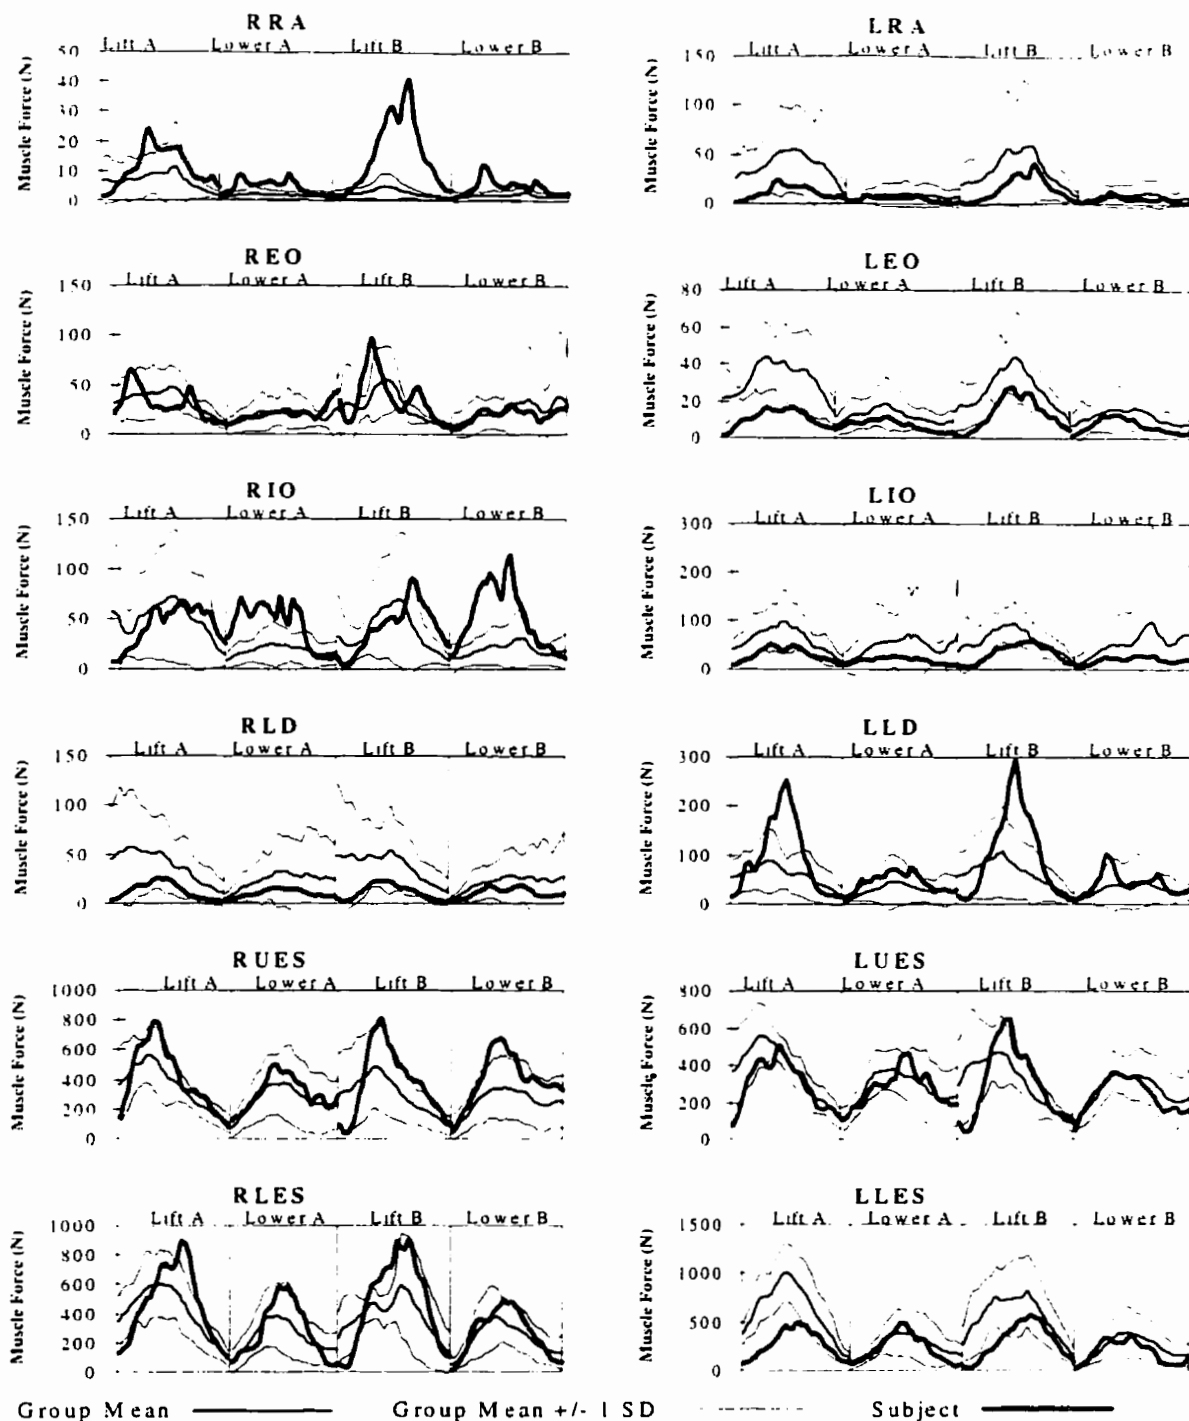 RRA
Lift A Lower A Lift B Lower B
Muscle Force (N)
50
40
30
20
10
0
LRA
Lift A Lower A Lift B Lower B
Muscle Force (N)
150
100
50
0
REO
Lift A Lower A Lift B Lower B
Muscle Force (N)
150
100
50
0
LEO
Lift A Lower A Lift B Lower B
Muscle Force (N)
80
60
40
20
0
RIO
Lift A Lower A Lift B Lower B
Muscle Force (N)
150
100
50
0
LIO
Lift A Lower A Lift B Lower B
Muscle Force (N)
300
200
100
0
RLD
Lift A Lower A Lift B Lower B
Muscle Force (N)
150
100
50
0
LLD
Lift A Lower A Lift B Lower B
Muscle Force (N)
300
200
100
0
RUES
Lift A Lower A Lift B Lower B
Muscle Force (N)
1000
800
600
400
200
0
LUES
Lift A Lower A Lift B Lower B
Muscle Force (N)
800
600
400
200
0
RLES
Lift A Lower A Lift B Lower B
Muscle Force (N)
1000
800
600
400
200
0
LLES
Lift A Lower A Lift B Lower B
Muscle Force (N)
1500
1000
500
0
Group Mean Group Mean +/- 1 SD Subject